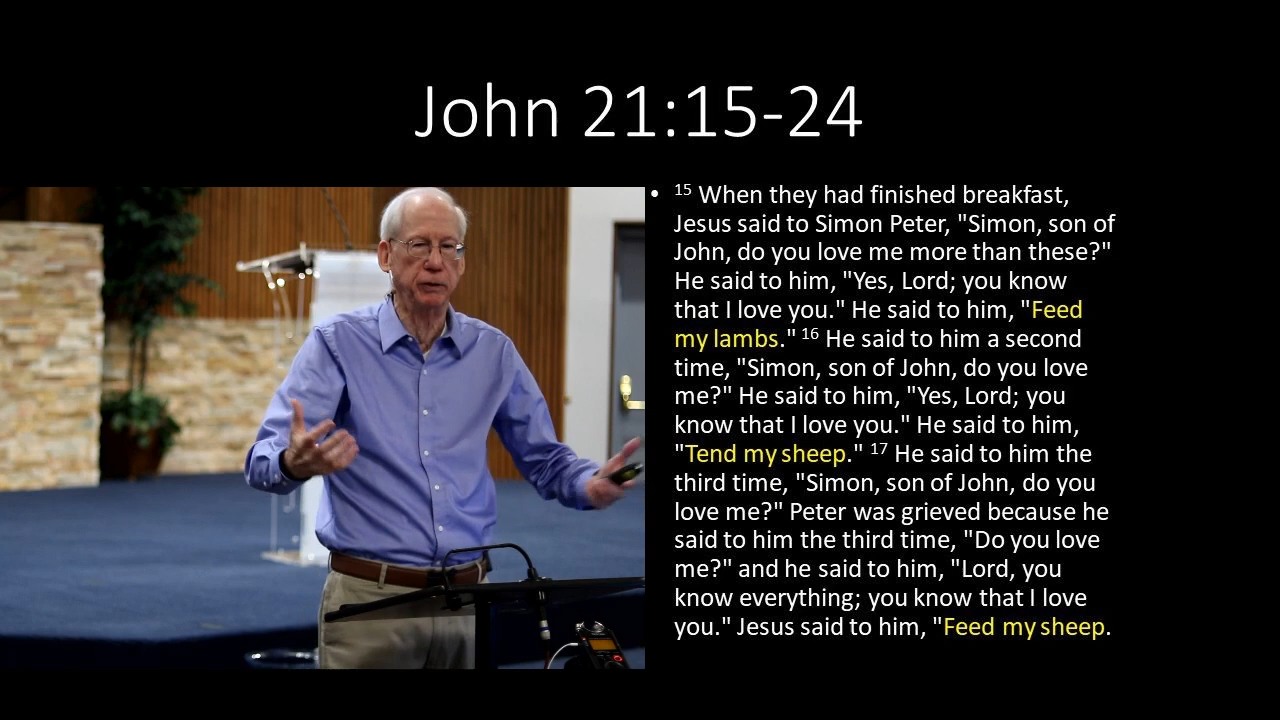 John 21:15-24
• 15 When they had finished breakfast,
Jesus said to Simon Peter, "Simon, son of
John, do you love me more than these?"
He said to him, "Yes, Lord; you know
that I love you." He said to him, "Feed
my lambs." 16 He said to him a second
time, "Simon, son of John, do you love
me?" He said to him, "Yes, Lord; you
know that I love you." He said to him,
"Tend my sheep." 17 He said to him the
third time, "Simon, son of John, do you
love me?" Peter was grieved because he
said to him the third time, "Do you love
me?" and he said to him, "Lord, you
know everything; you know that I love
you." Jesus said to him, "Feed my sheep.